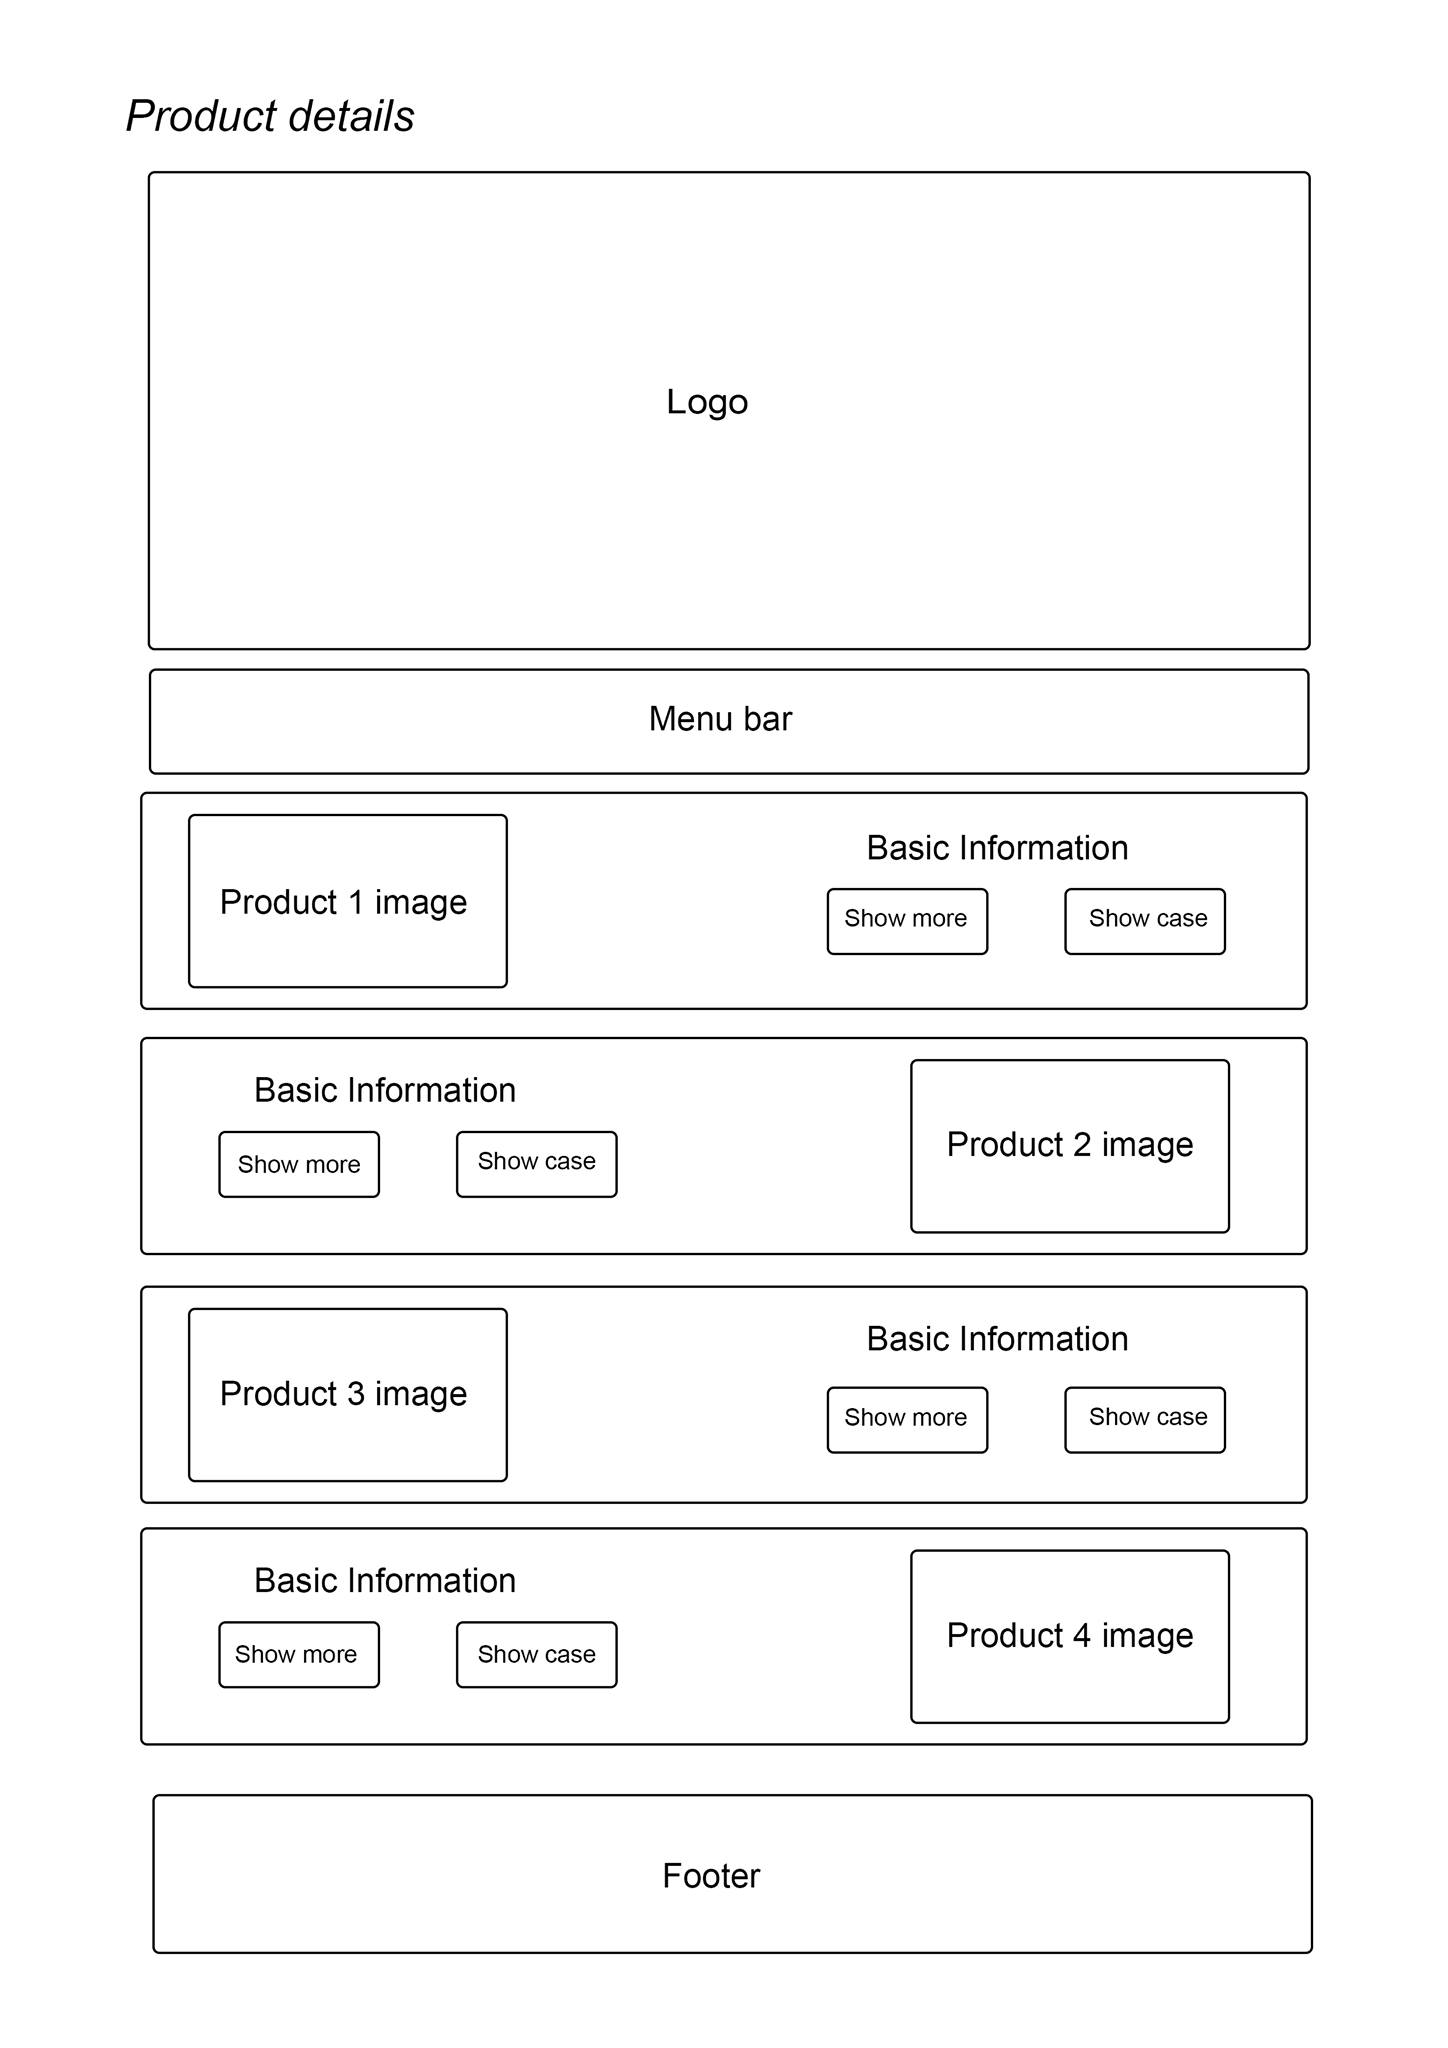 Product details
Logo
Menu bar
Product 1 image
Basic Information
Show more
Show case
Basic Information
Show more
Show case
Product 2 image
Product 3 image
Basic Information
Show more
Show case
Basic Information
Show more
Show case
Product 4 image
Footer